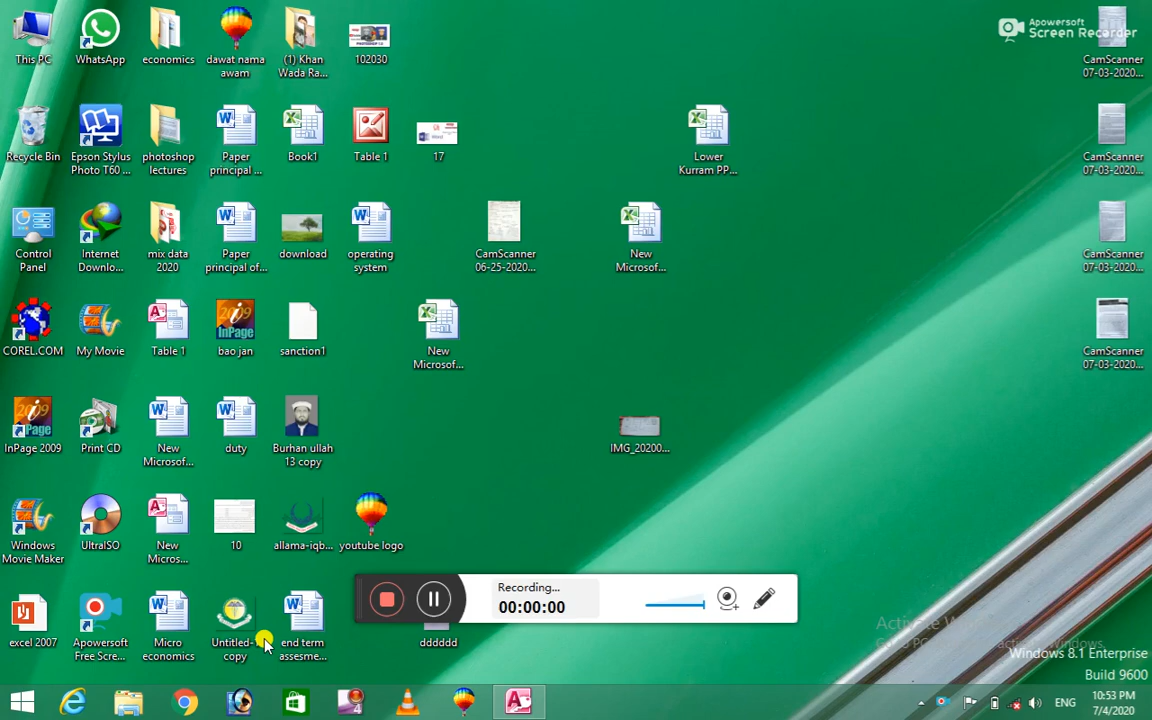 Apowersoft
Screen Recorder
This PC
WhatsApp
economics
dawat nama
awam
(1) Khan
Wada Ra...
102030
CamScanner
07-03-2020...
Recycle Bin
Epson Stylus
Photo T60 ...
photoshop
lectures
Paper
principal ...
Book1
Table 1
17
Lower
Kurram PP...
CamScanner
07-03-2020...
Control
Panel
Internet
Downlo...
mix data
2020
Paper
principal of...
download
operating
system
CamScanner
06-25-2020...
New
Microsof...
CamScanner
07-03-2020...
COREL.COM
My Movie
Table 1
2009
InPage
bao jan
sanction1
New
Microsof...
CamScanner
07-03-2020...
2009
InPage
InPage 2009
Print CD
New
Microsof...
duty
Burhan ullah
13 copy
IMG_20200...
Windows
Movie Maker
UltraISO
New
Micros...
10
allama-iqb...
youtube logo
Recording...
00:00:00
excel 2007
Apowersoft
Free Scre...
Micro
economics
Untitled-
copy
end term
assesme...
dddddd
Activate
Windows 8.1 Enterprise
Build 9600
ENG
10:53 PM
7/4/2020